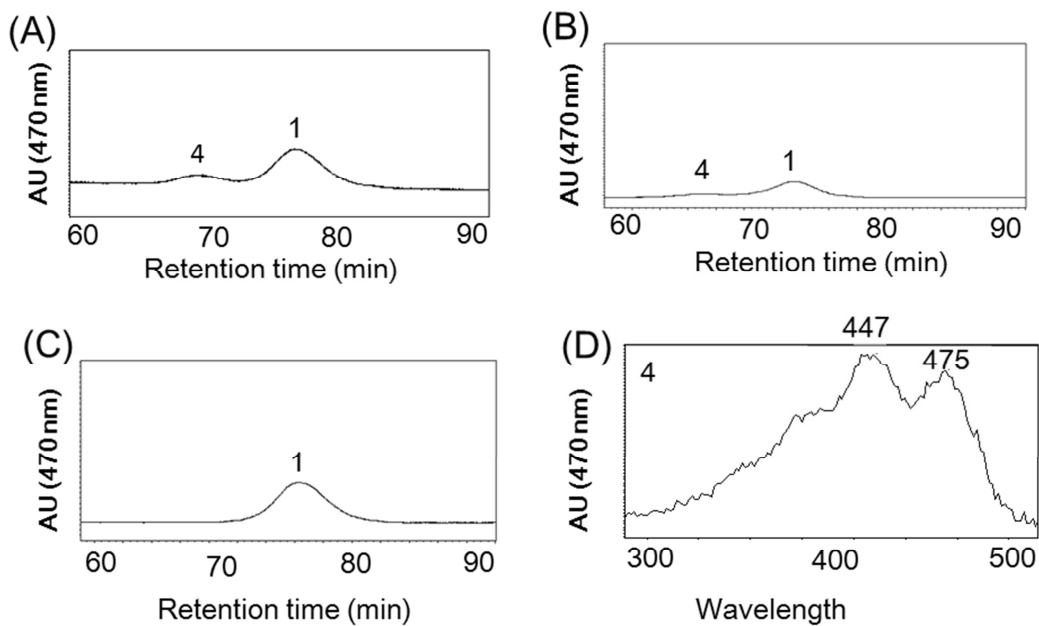 (A)
AU (470 nm)
4
1
60 70 80 90
Retention time (min)
(B)
AU (470 nm)
4
1
60 70 80 90
Retention time (min)
(C)
AU (470 nm)
1
60 70 80 90
Retention time (min)
(D)
AU (470 nm)
4
447
475
300 400 500
Wavelength